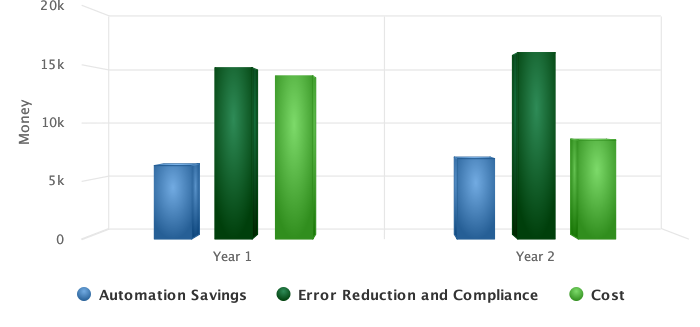 20k
15k
10k
5k
0
Money
Year 1
Year 2
Automation Savings
Error Reduction and Compliance
Cost